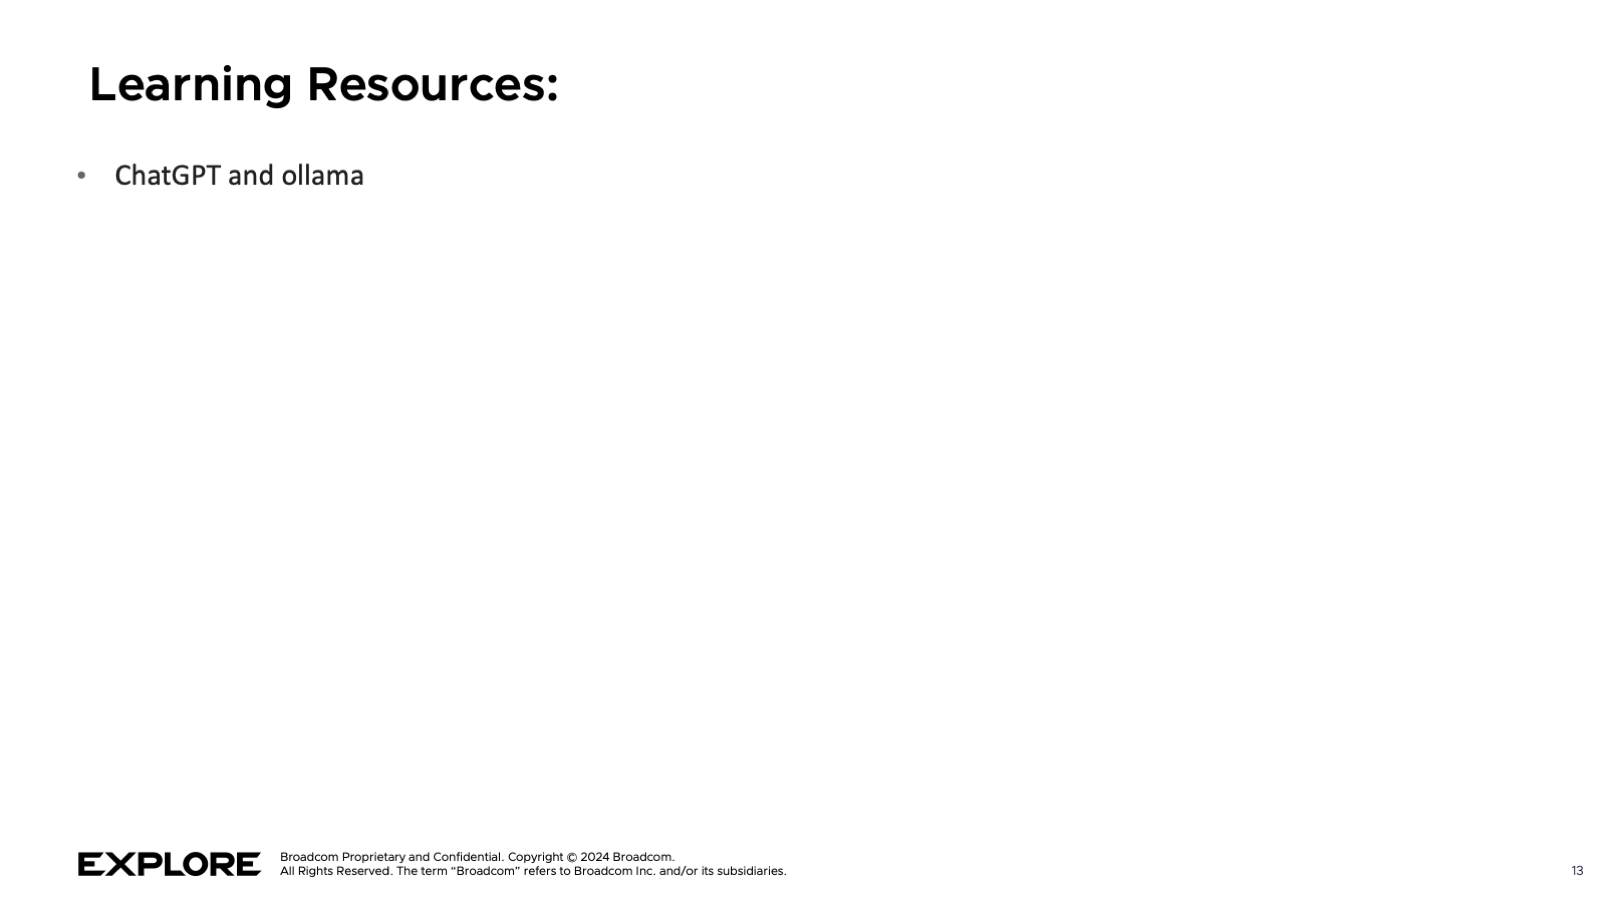 Learning Resources:
• ChatGPT and ollama
EXPLORE
Broadcom Proprietary and Confidential. Copyright © 2024 Broadcom.
All Rights Reserved. The term “Broadcom” refers to Broadcom Inc. and/or its subsidiaries.
13